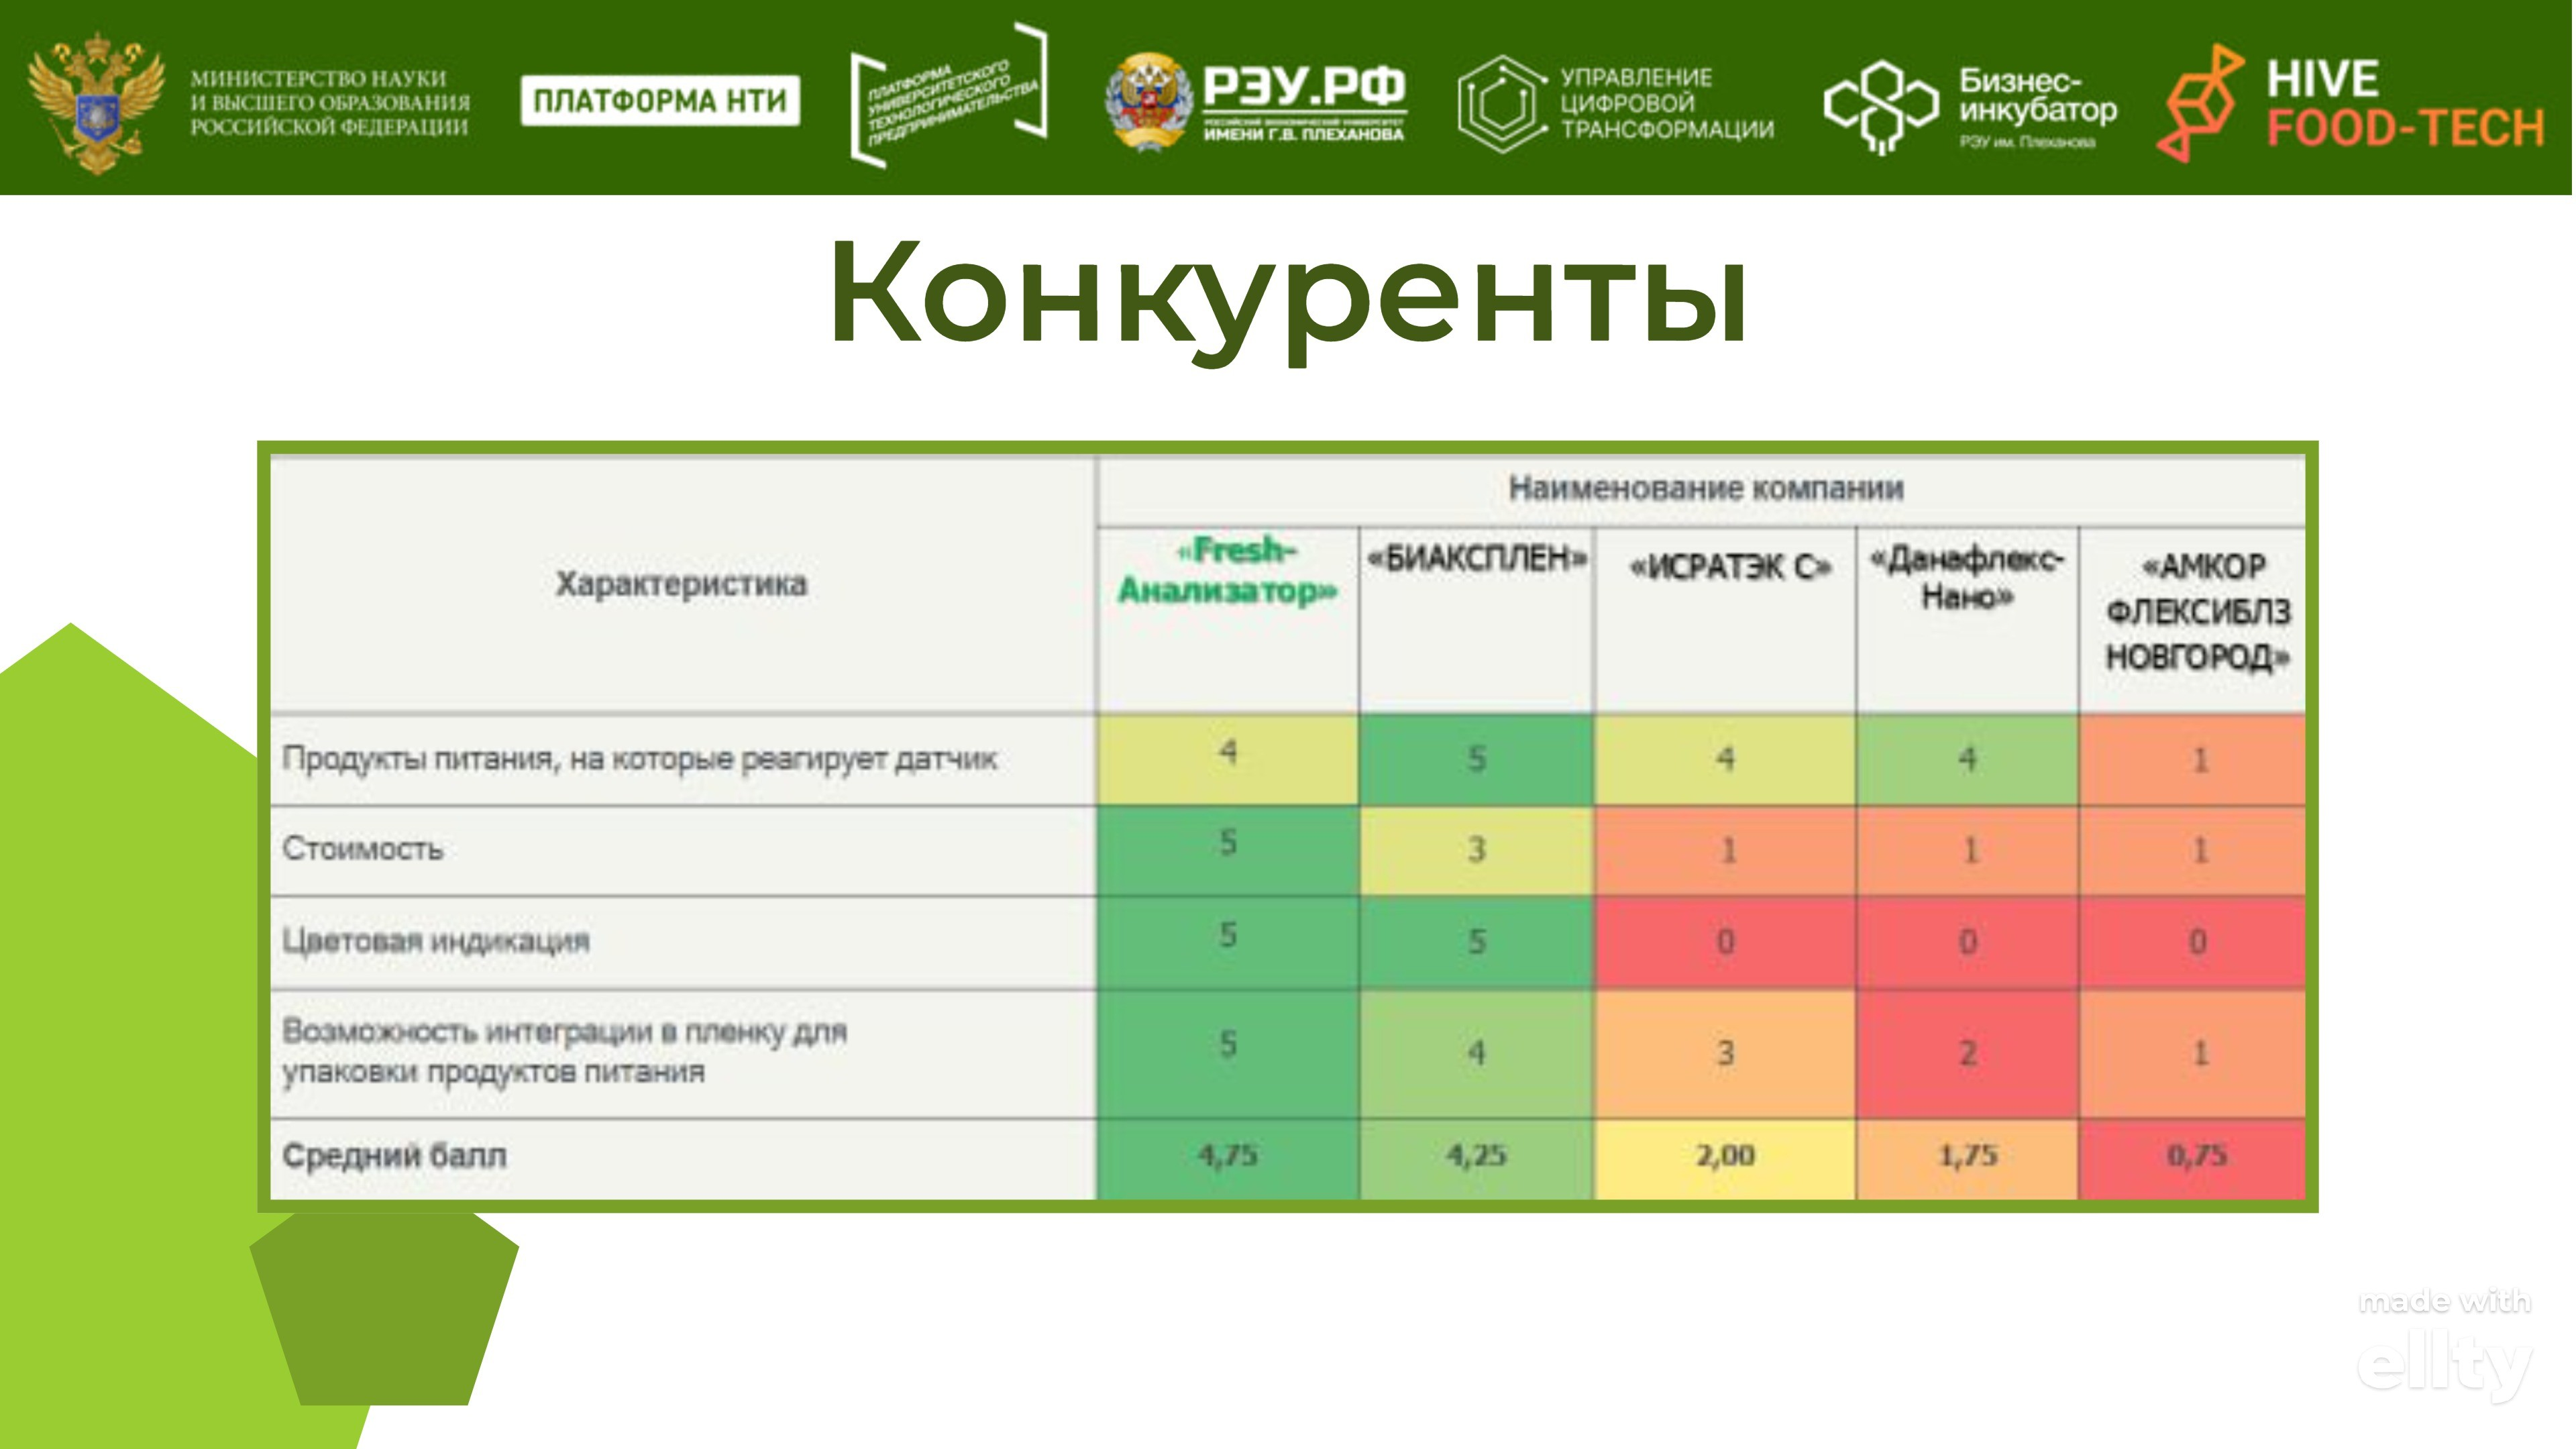 МИНИСТЕРСТВО НАУКИ
И ВЫСШЕГО ОБРАЗОВАНИЯ
РОССИЙСКОЙ ФЕДЕРАЦИИ
ПЛАТФОРМА НТИ
ПЛАТФОРМА
УНИВЕРСИТЕТСКОГО
ТЕХНОЛОГИЧЕСКОГО
ПРЕДПРИНИМАТЕЛЬСТВА
РЭУ.РФ
РОССИЙСКИЙ ЭКОНОМИЧЕСКИЙ УНИВЕРСИТЕТ
ИМЕНИ Г.В. ПЛЕХАНОВА
УПРАВЛЕНИЕ
ЦИФРОВОЙ
ТРАНСФОРМАЦИИ
Бизнес-
инкубатор
РЭУ им. Плеханова
HIVE
FOOD-TECH
Конкуренты
Характеристика
Наименование компании
«Fresh-
Анализатор»
«БИАКСПЛЕН»
«ИСРАТЭК С»
«Данафлекс-
Нано»
«АМКОР
ФЛЕКСИБЛЗ
НОВГОРОД»
Продукты питания, на которые реагирует датчик 4 5 4 4 1
Стоимость 5 3 1 1 1
Цветовая индикация 5 5 0 0 0
Возможность интеграции в пленку для
упаковки продуктов питания 5 4 3 2 1
Средний балл 4,75 4,25 2,00 1,75 0,75
made with
ellty